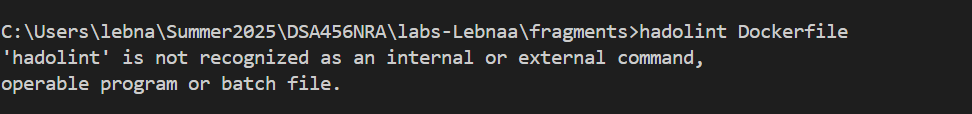 C:\Users\lebna\Summer2025\DSA456NRA\labs-Lebnaa\fragments>hadolint Dockerfile
'hadolint' is not recognized as an internal or external command,
operable program or batch file.